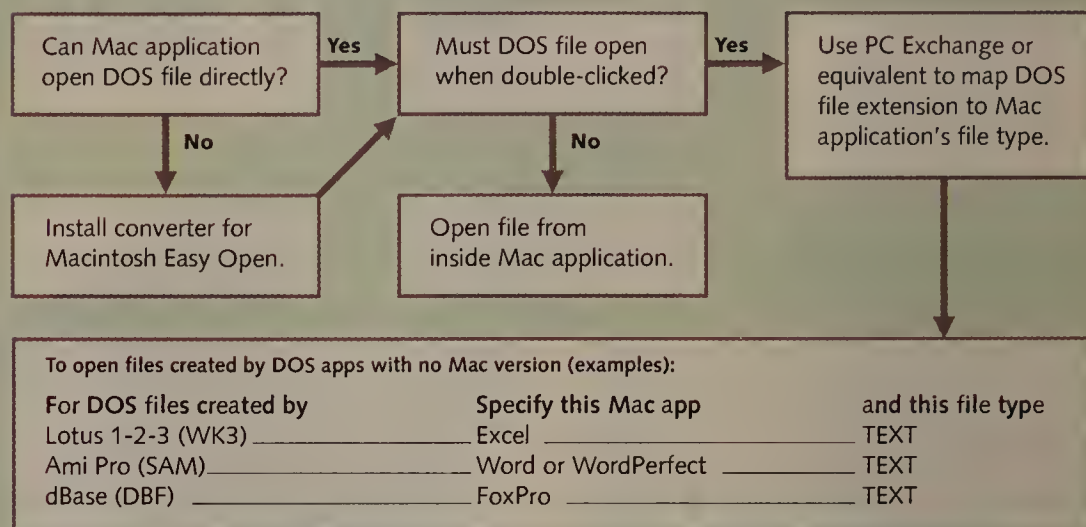 Can Mac application
open DOS file directly?
Yes
Must DOS file open
when double-clicked?
Yes
Use PC Exchange or
equivalent to map DOS
file extension to Mac
application's file type.
No
No
Install converter for
Macintosh Easy Open.
Open file from
inside Mac application.
To open files created by DOS apps with no Mac version (examples):
For DOS files created by Specify this Mac app and this file type
Lotus 1-2-3 (WK3) Excel TEXT
Ami Pro (SAM) Word or WordPerfect TEXT
dBase (DBF) FoxPro TEXT